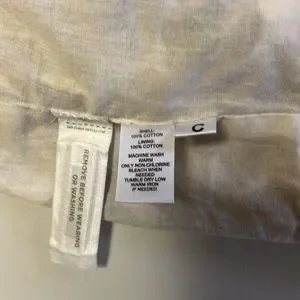 SHELL:
100% COTTON
LINING:
100% COTTON
MACHINE WASH
WARM
ONLY NON-CHLORINE
BLEACH WHEN
NEEDED
TUMBLE DRY LOW
WARM IRON
IF NEEDED
C
REMOVE BEFORE WEARING
OR WASHING